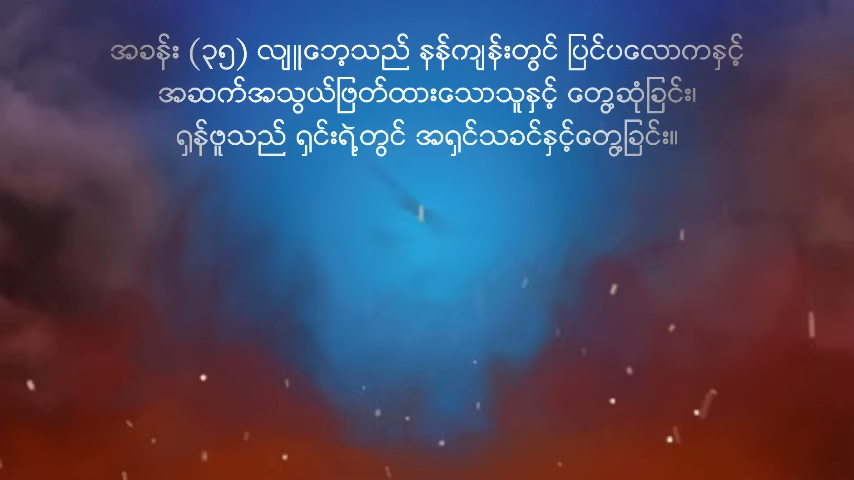 အခန်း (၃၅) လျူဘေ့သည် နန်ကျန်းတွင် ပြင်ပလောကနှင့်
အဆက်အသွယ်ဖြတ်ထားသောသူနှင့် တွေ့ဆုံခြင်း၊
ရှန်ဖူသည် ရှင်းရဲ့တွင် အရှင်သခင်နှင့်တွေ့ခြင်း။